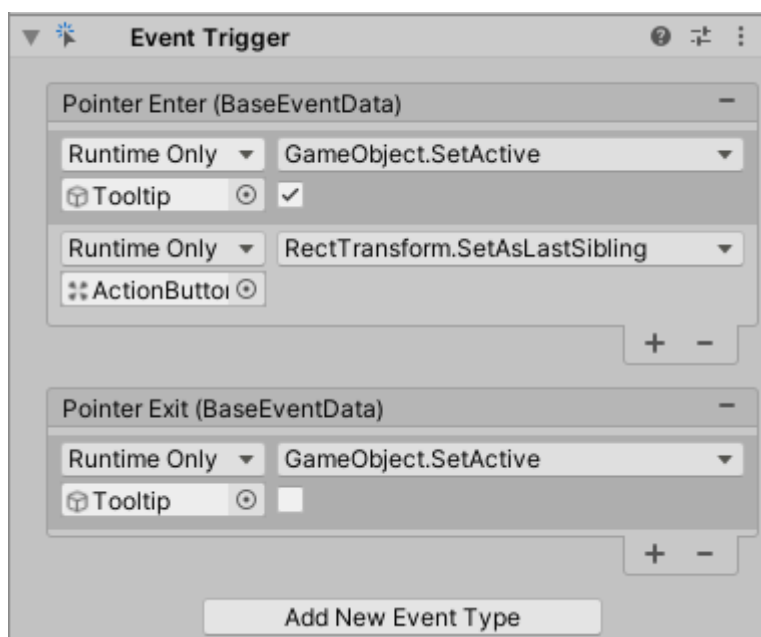 Event Trigger
Pointer Enter (BaseEventData)
Runtime Only GameObject.SetActive
Tooltip
Runtime Only RectTransform.SetAsLastSibling
ActionButto
Pointer Exit (BaseEventData)
Runtime Only GameObject.SetActive
Tooltip
Add New Event Type